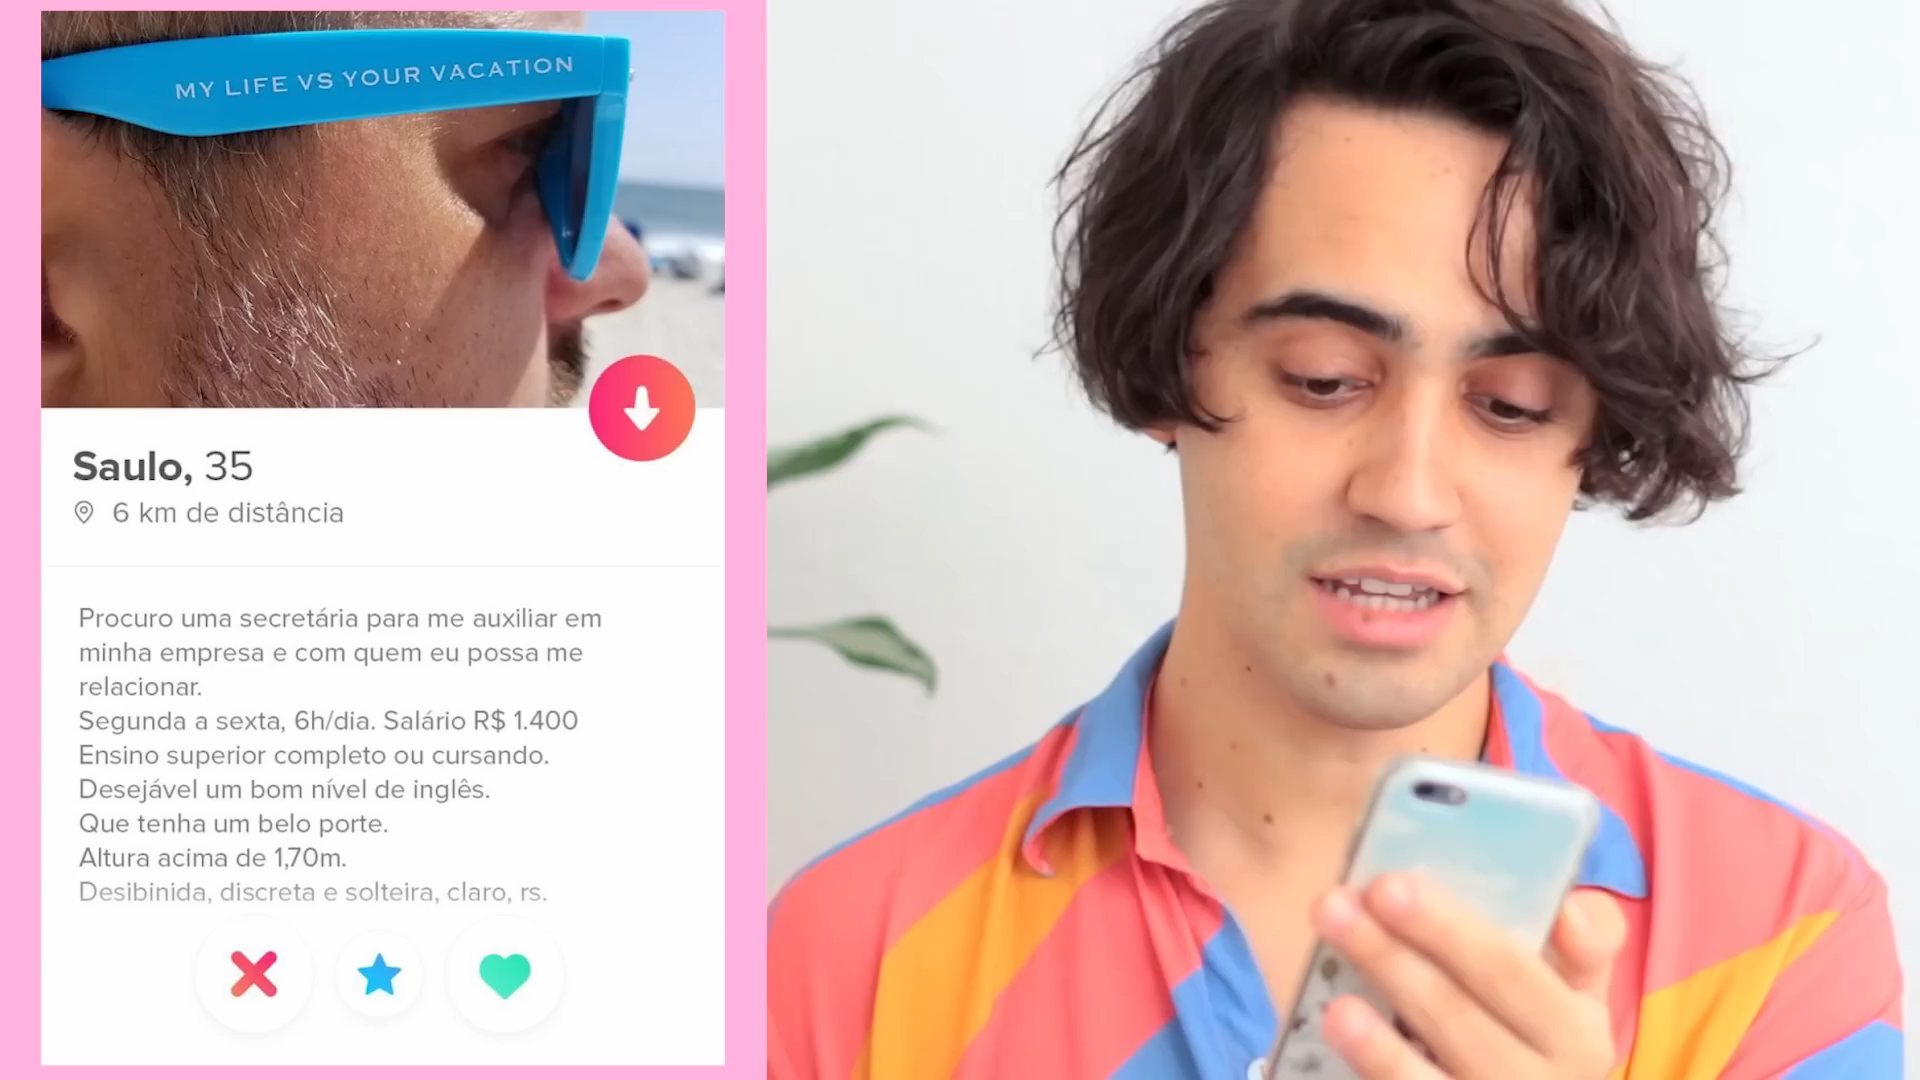 MY LIFE VS YOUR VACATION
Saulo, 35
6 km de distância
Procuro uma secretária para me auxiliar em
minha empresa e com quem eu possa me
relacionar.
Segunda a sexta, 6h/dia. Salário R$ 1.400
Ensino superior completo ou cursando.
Desejável um bom nível de inglês.
Que tenha um belo porte.
Altura acima de 1,70m.
Desibinida, discreta e solteira, claro, rs.